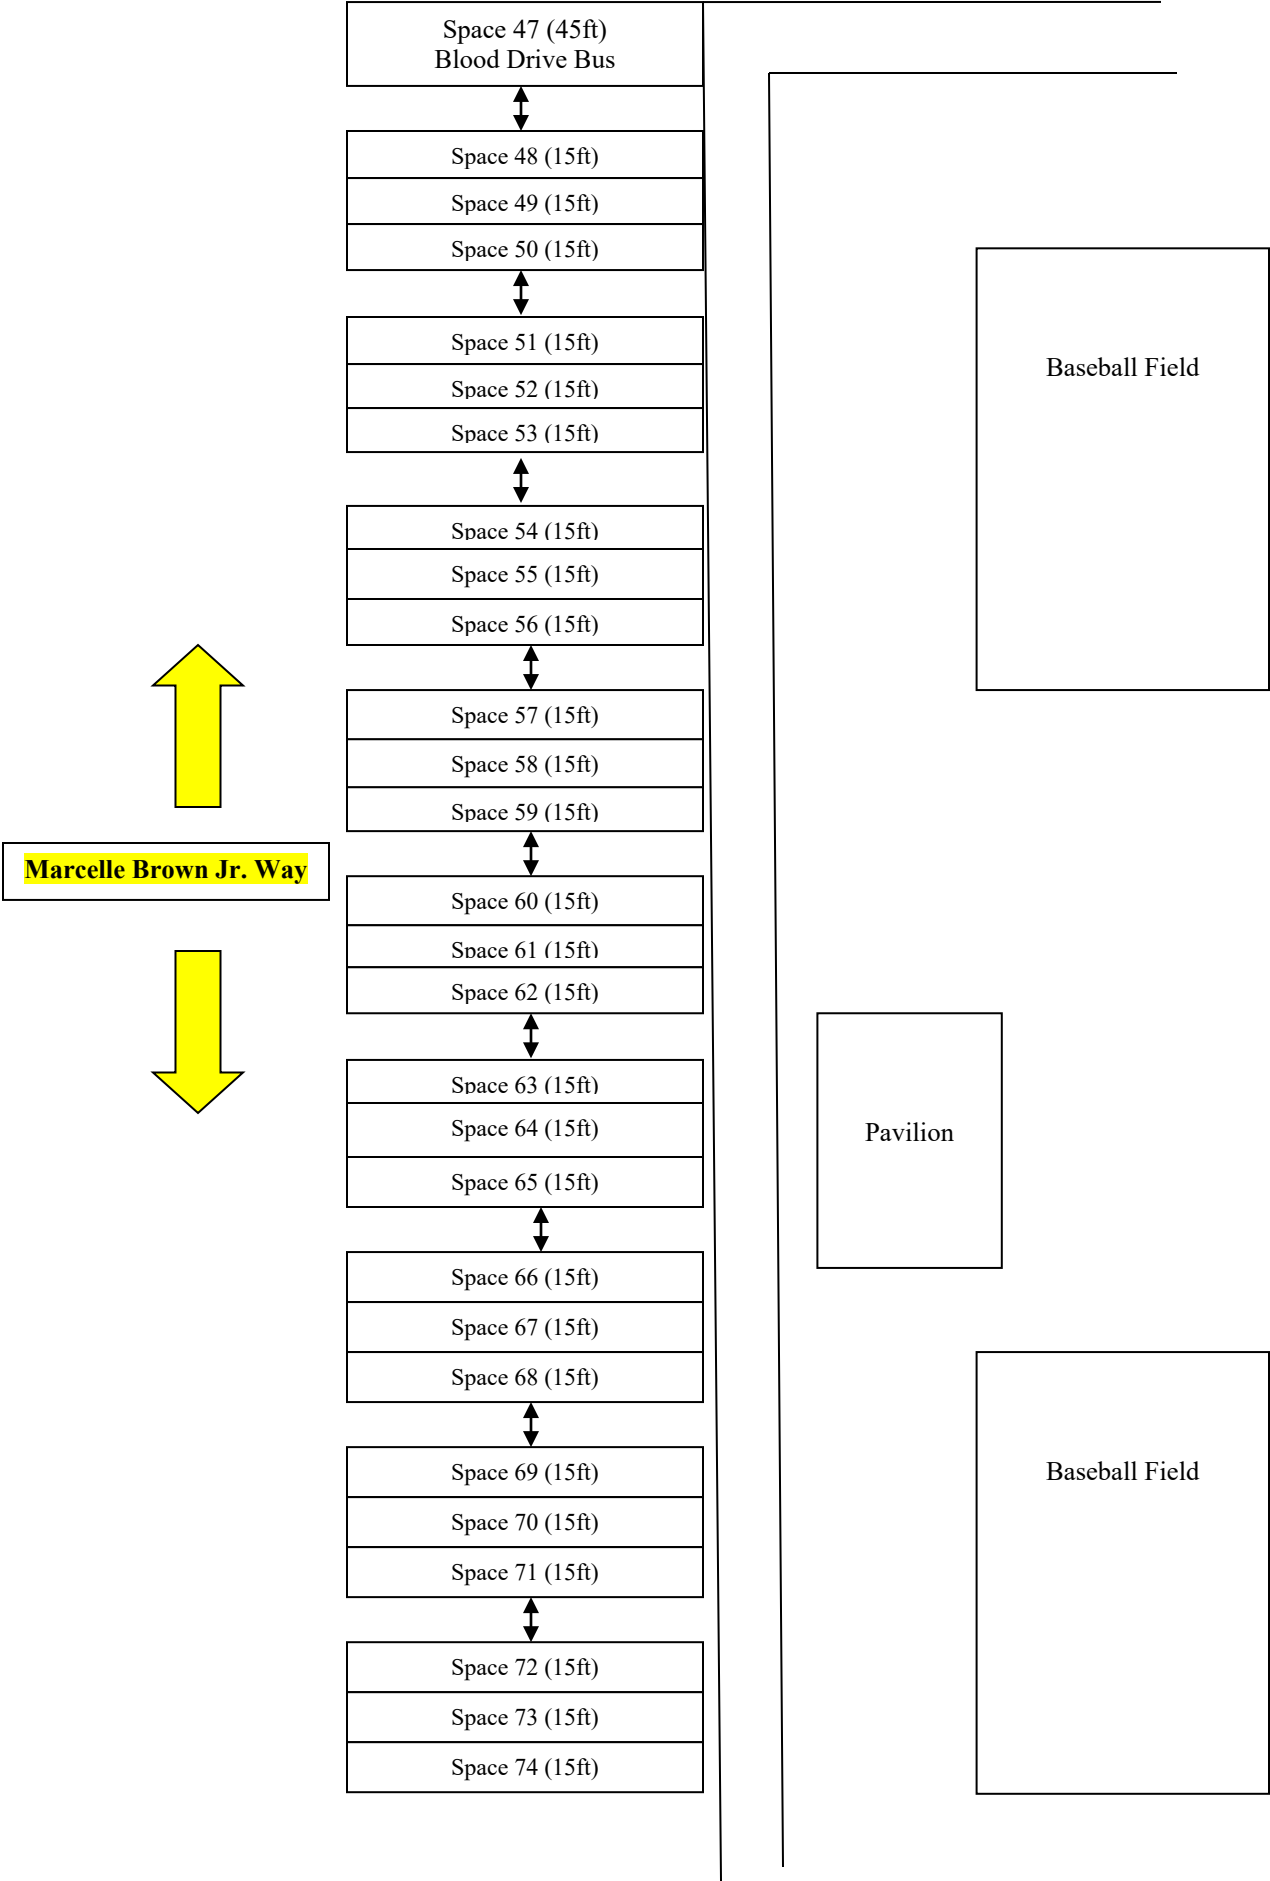 Space 47 (45ft)
Blood Drive Bus
Space 48 (15ft)
Space 49 (15ft)
Space 50 (15ft)
Space 51 (15ft)
Baseball Field
Space 52 (15ft)
Space 53 (15ft)
Space 54 (15ft)
Space 55 (15ft)
Space 56 (15ft)
Space 57 (15ft)
Space 58 (15ft)
Space 59 (15ft)
Marcelle Brown Jr. Way
Space 60 (15ft)
Space 61 (15ft)
Space 62 (15ft)
Space 63 (15ft)
Space 64 (15ft)
Pavilion
Space 65 (15ft)
Space 66 (15ft)
Space 67 (15ft)
Space 68 (15ft)
Space 69 (15ft)
Baseball Field
Space 70 (15ft)
Space 71 (15ft)
Space 72 (15ft)
Space 73 (15ft)
Space 74 (15ft)